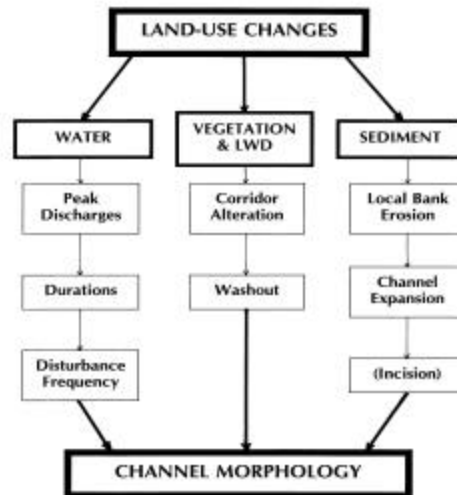 LAND-USE CHANGES
WATER
VEGETATION
& LWD
SEDIMENT
Peak
Discharges
Corridor
Alteration
Local Bank
Erosion
Durations
Washout
Channel
Expansion
Disturbance
Frequency
(Incision)
CHANNEL MORPHOLOGY